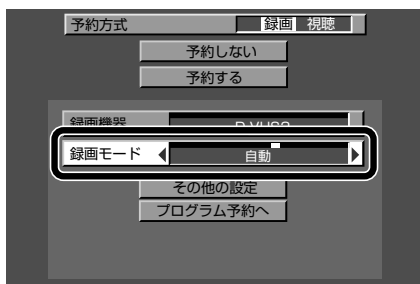 予約方式 録画 視聴
予約しない
予約する
録画機器 D-VHS2
録画モード 自動
その他の設定
プログラム予約へ